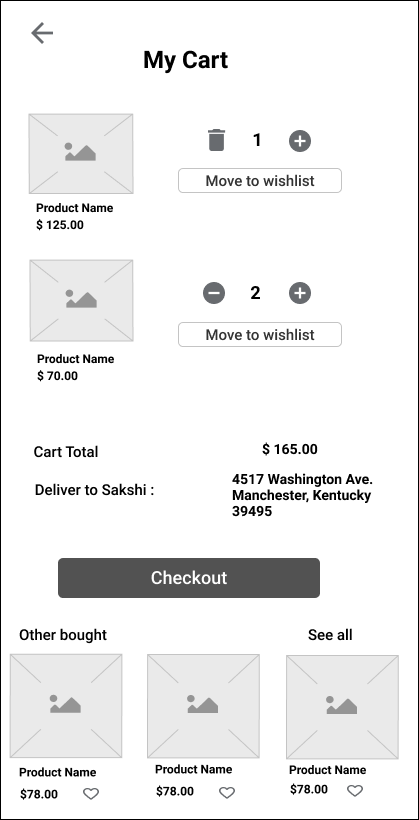 My Cart
1
Move to wishlist
Product Name
$ 125.00
2
Move to wishlist
Product Name
$ 70.00
Cart Total
$ 165.00
Deliver to Sakshi :
4517 Washington Ave.
Manchester, Kentucky
39495
Checkout
Other bought
See all
Product Name
$78.00
Product Name
$78.00
Product Name
$78.00